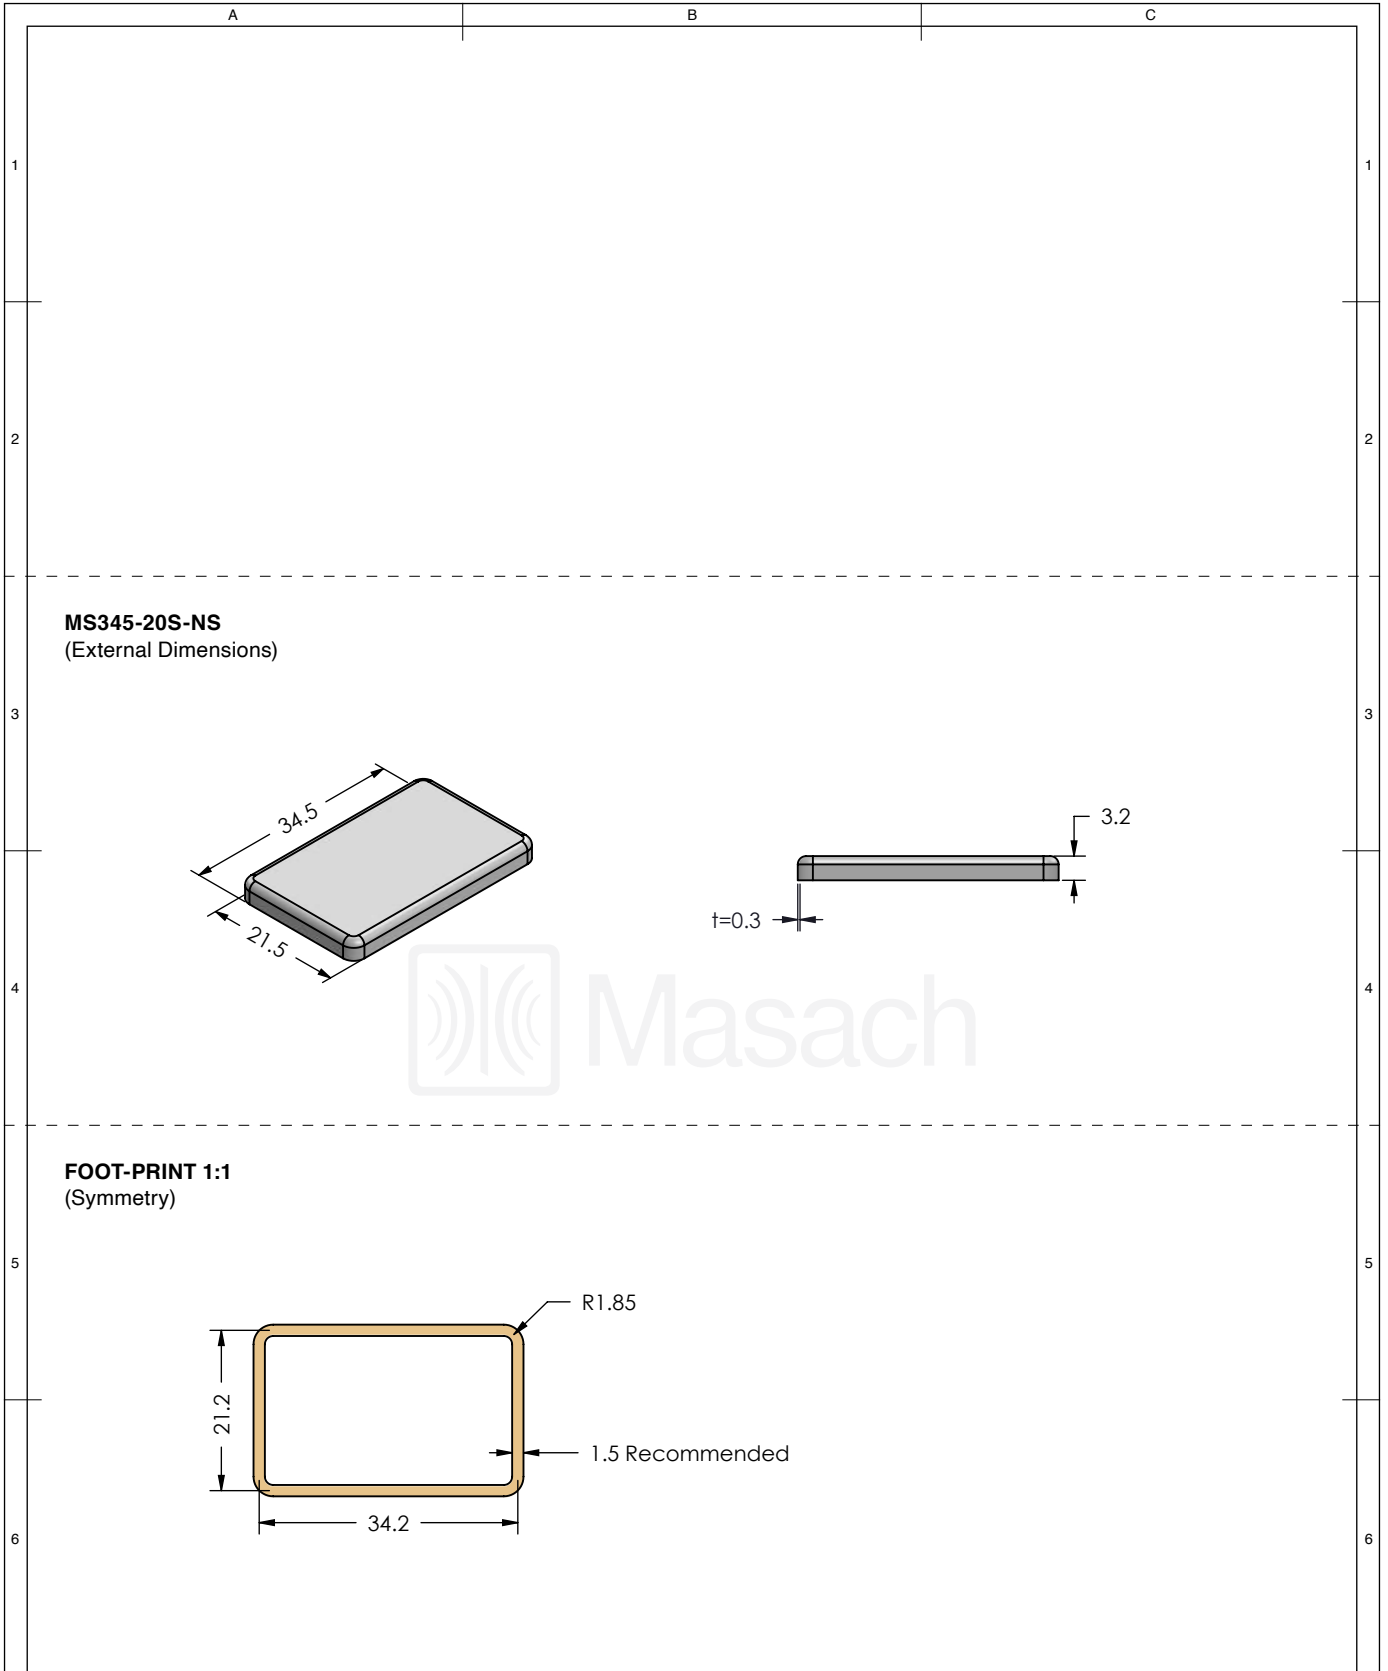 A B C
1 1
2 2
MS345-20S-NS
(External Dimensions)
3 3
34.5
21.5
3.2
t=0.3
Masach
4 4
FOOT-PRINT 1:1
(Symmetry)
5 5
R1.85
21.2
1.5 Recommended
34.2
6 6